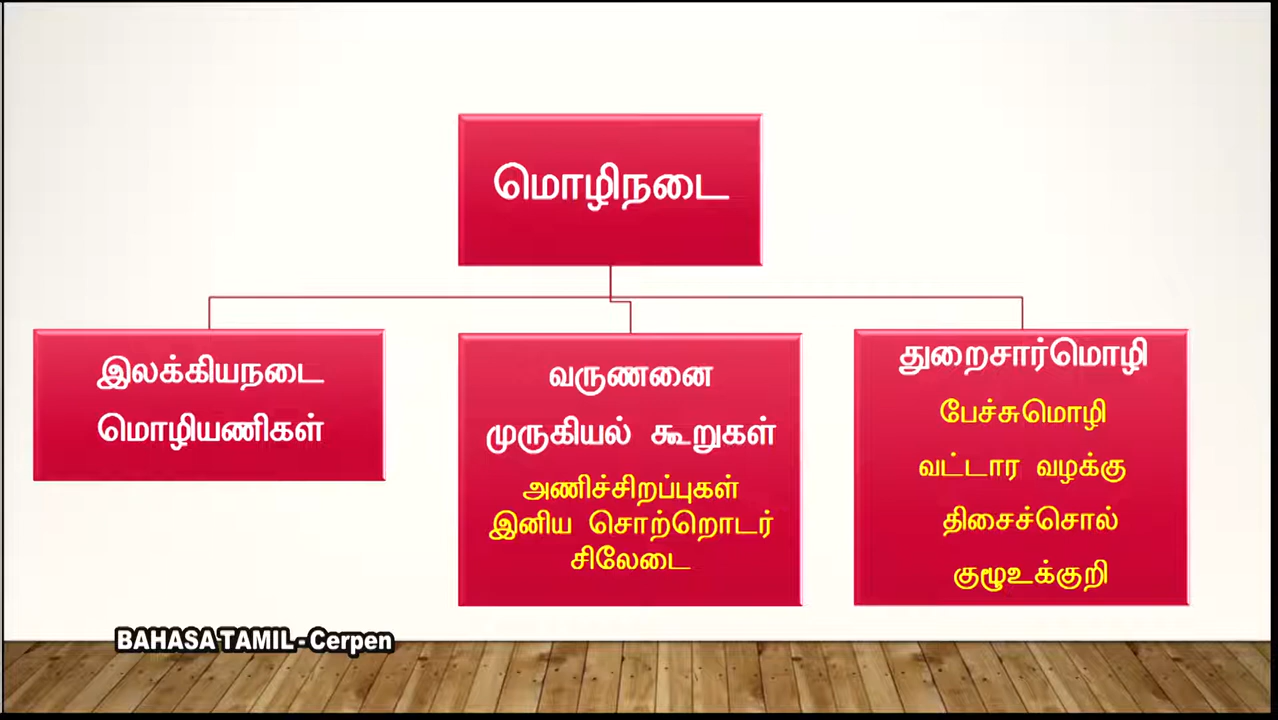 மொழிநடை
இலக்கியநடை
மொழியணிகள்
வருணனை
முருகியல் கூறுகள்
அணிச்சிறப்புகள்
இனிய சொற்றொடர்
சிலேடை
துறைசார்மொழி
பேச்சுமொழி
வட்டார வழக்கு
திசைச்சொல்
குழூஉக்குறி
BAHASA TAMIL - Cerpen